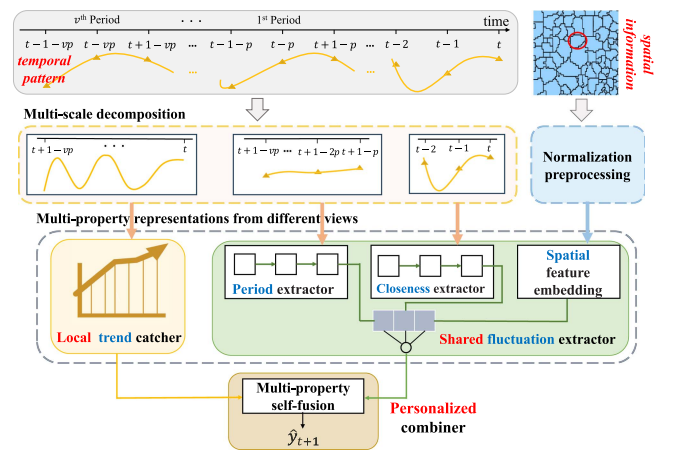 vth Period · · · 1st Period time
t-1-vp t-p t+1-vp ... t-1-p t-p t+1-p ... t-2 t-1 t
temporal
pattern
...
...
spatial
information
Multi-scale decomposition
t+1-vp · · · t
t+1-vp ... t+1-2p t+1-p
t-2 t-1 t
Normalization
preprocessing
Multi-property representations from different views
Period extractor
Closeness extractor
Spatial
feature
embedding
Local trend catcher
Shared fluctuation extractor
Multi-property
self-fusion
ŷt+1
Personalized
combiner